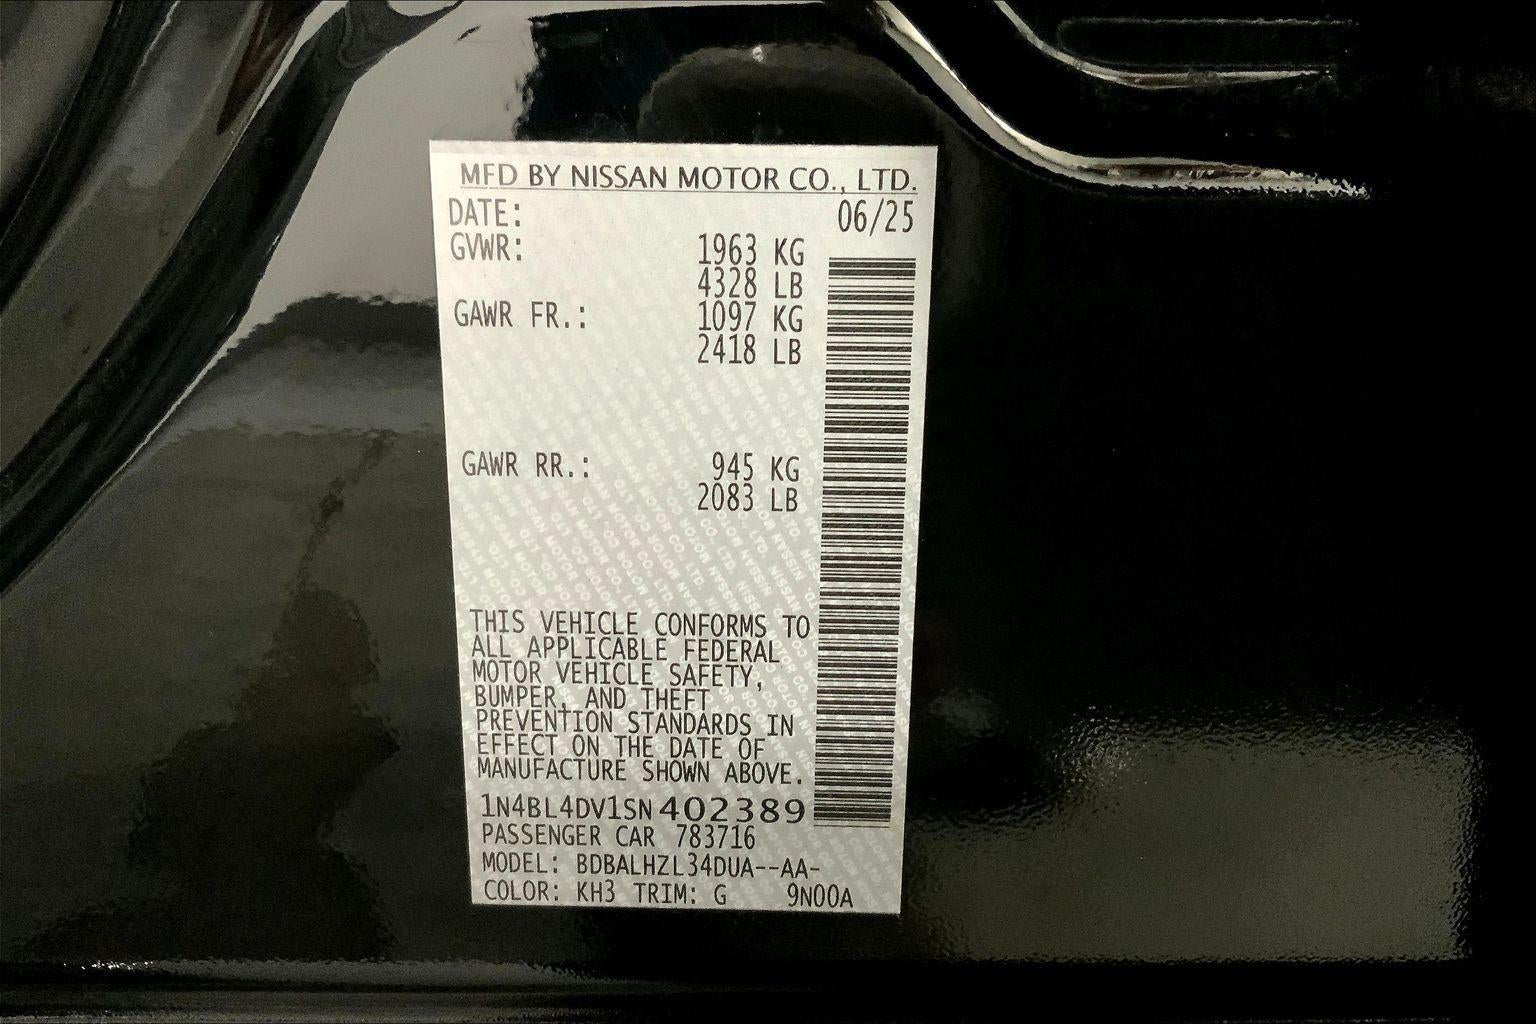 MFD BY NISSAN MOTOR CO., LTD.
DATE: 06/25
GVWR: 1963 KG
4328 LB
GAWR FR.: 1097 KG
2418 LB
GAWR RR.: 945 KG
2083 LB
THIS VEHICLE CONFORMS TO
ALL APPLICABLE FEDERAL
MOTOR VEHICLE SAFETY,
BUMPER, AND THEFT
PREVENTION STANDARDS IN
EFFECT ON THE DATE OF
MANUFACTURE SHOWN ABOVE.
1N4BL4DV1SN402389
PASSENGER CAR 783716
MODEL: BDBALHZL34DUA--AA-
COLOR: KH3 TRIM: G 9N00A